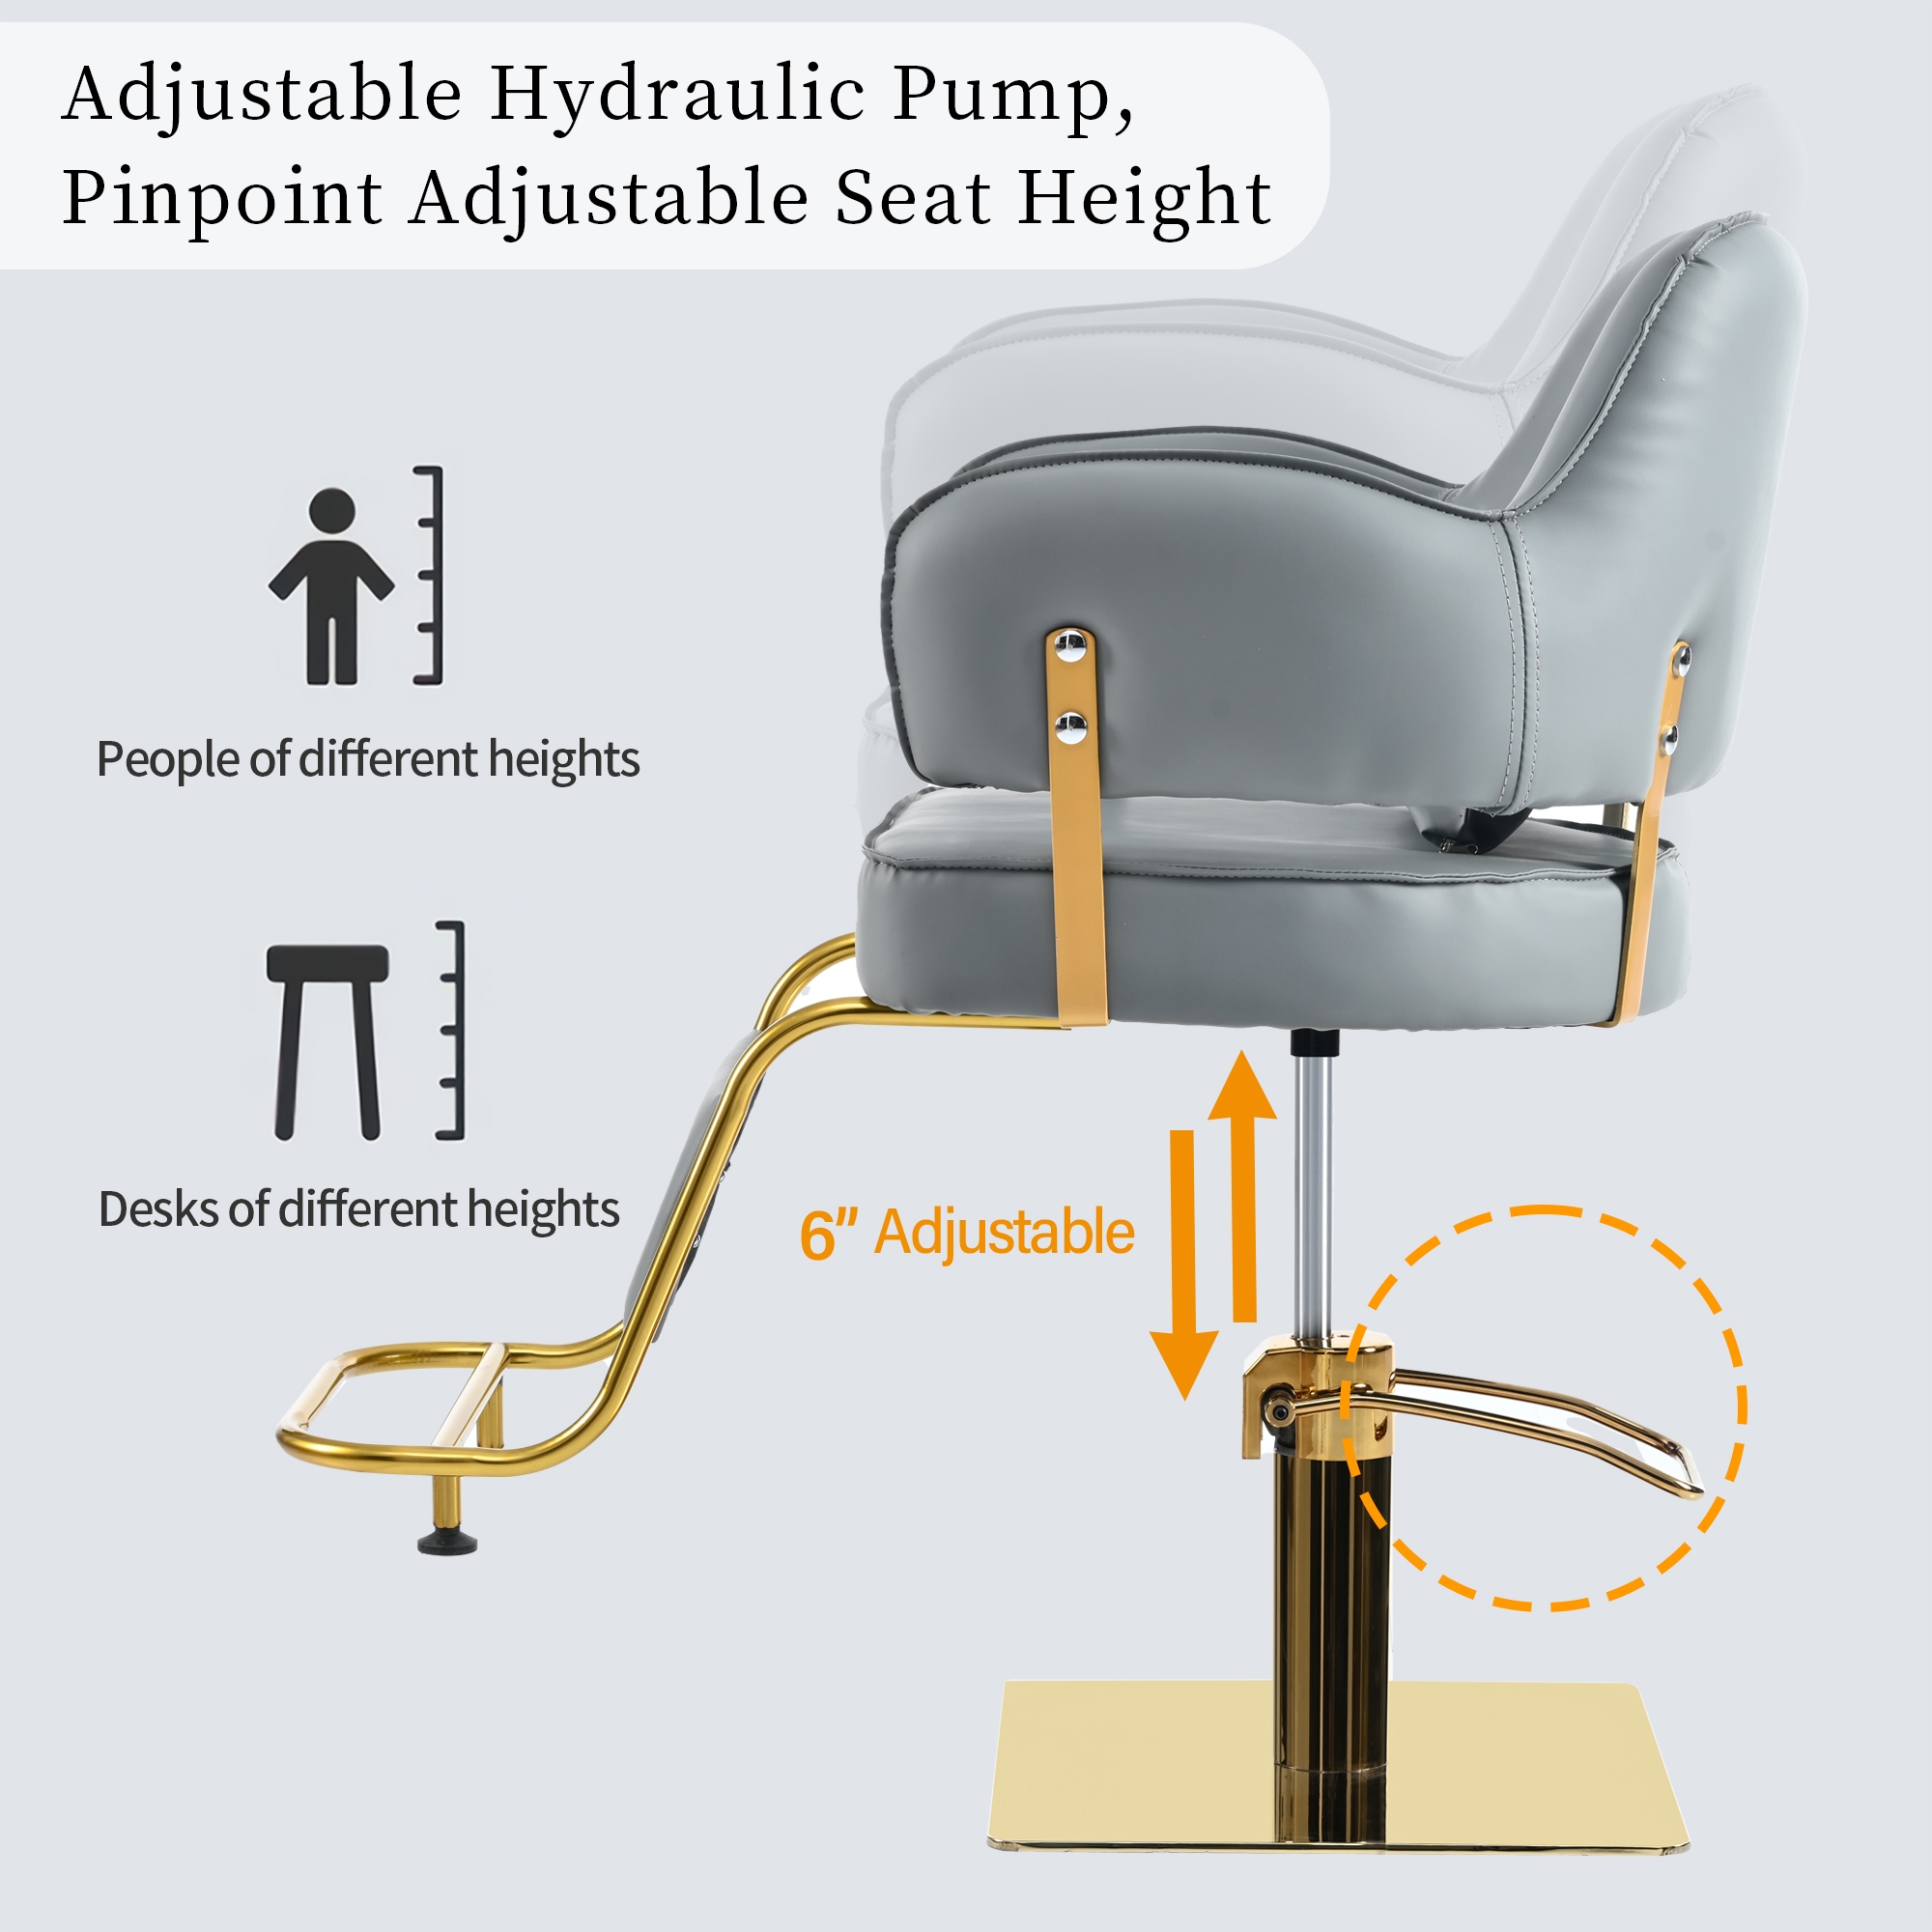 Adjustable Hydraulic Pump,
Pinpoint Adjustable Seat Height
People of different heights
Desks of different heights
6” Adjustable